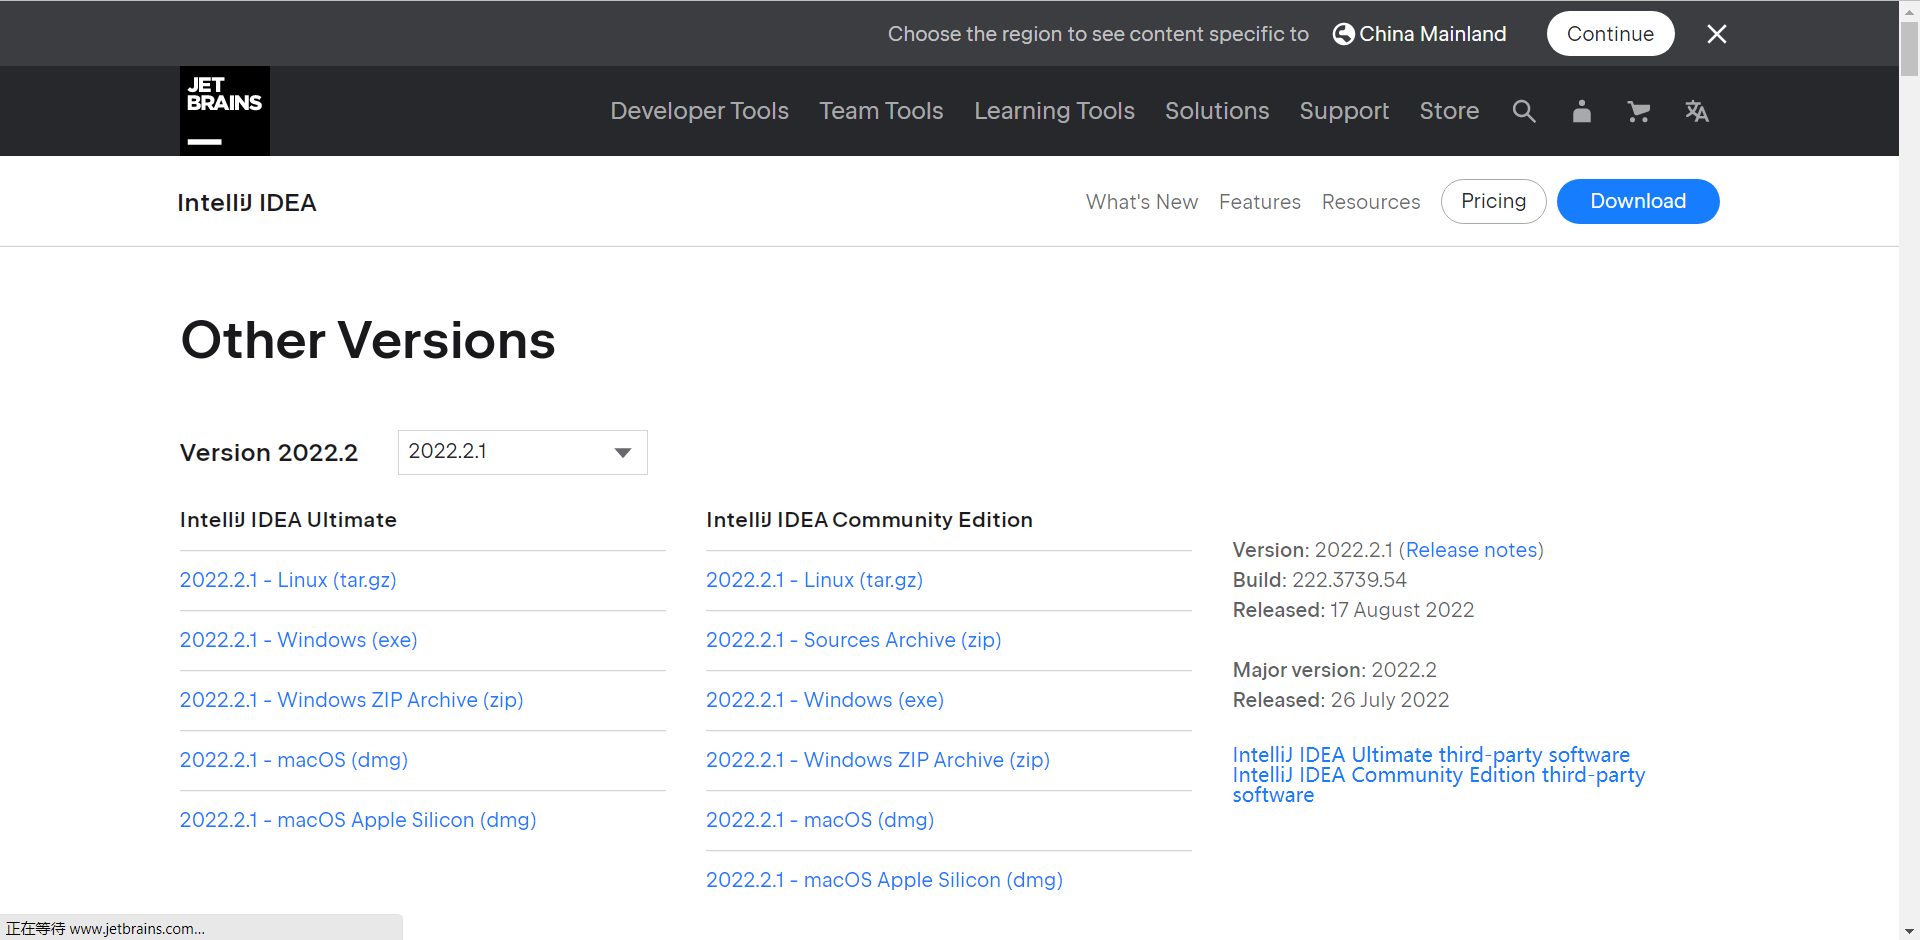 Choose the region to see content specific to China Mainland Continue
JET
BRAINS
Developer Tools Team Tools Learning Tools Solutions Support Store
IntelliJ IDEA What's New Features Resources Pricing Download
Other Versions
Version 2022.2 2022.2.1
IntelliJ IDEA Ultimate
2022.2.1 - Linux (tar.gz)
2022.2.1 - Windows (exe)
2022.2.1 - Windows ZIP Archive (zip)
2022.2.1 - macOS (dmg)
2022.2.1 - macOS Apple Silicon (dmg)
IntelliJ IDEA Community Edition
2022.2.1 - Linux (tar.gz)
2022.2.1 - Sources Archive (zip)
2022.2.1 - Windows (exe)
2022.2.1 - Windows ZIP Archive (zip)
2022.2.1 - macOS (dmg)
2022.2.1 - macOS Apple Silicon (dmg)
Version: 2022.2.1 (Release notes)
Build: 222.3739.54
Released: 17 August 2022
Major version: 2022.2
Released: 26 July 2022
IntelliJ IDEA Ultimate third-party software
IntelliJ IDEA Community Edition third-party
software
正在等待 www.jetbrains.com...